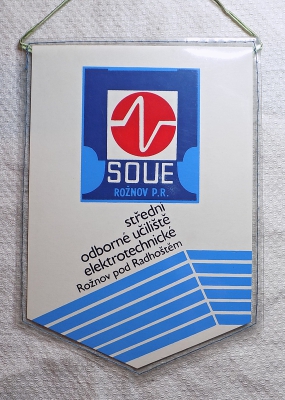 SOUE
ROŽNOV P.R.
střední
odborné učiliště
elektrotechnické
Rožnov pod Radhoštěm